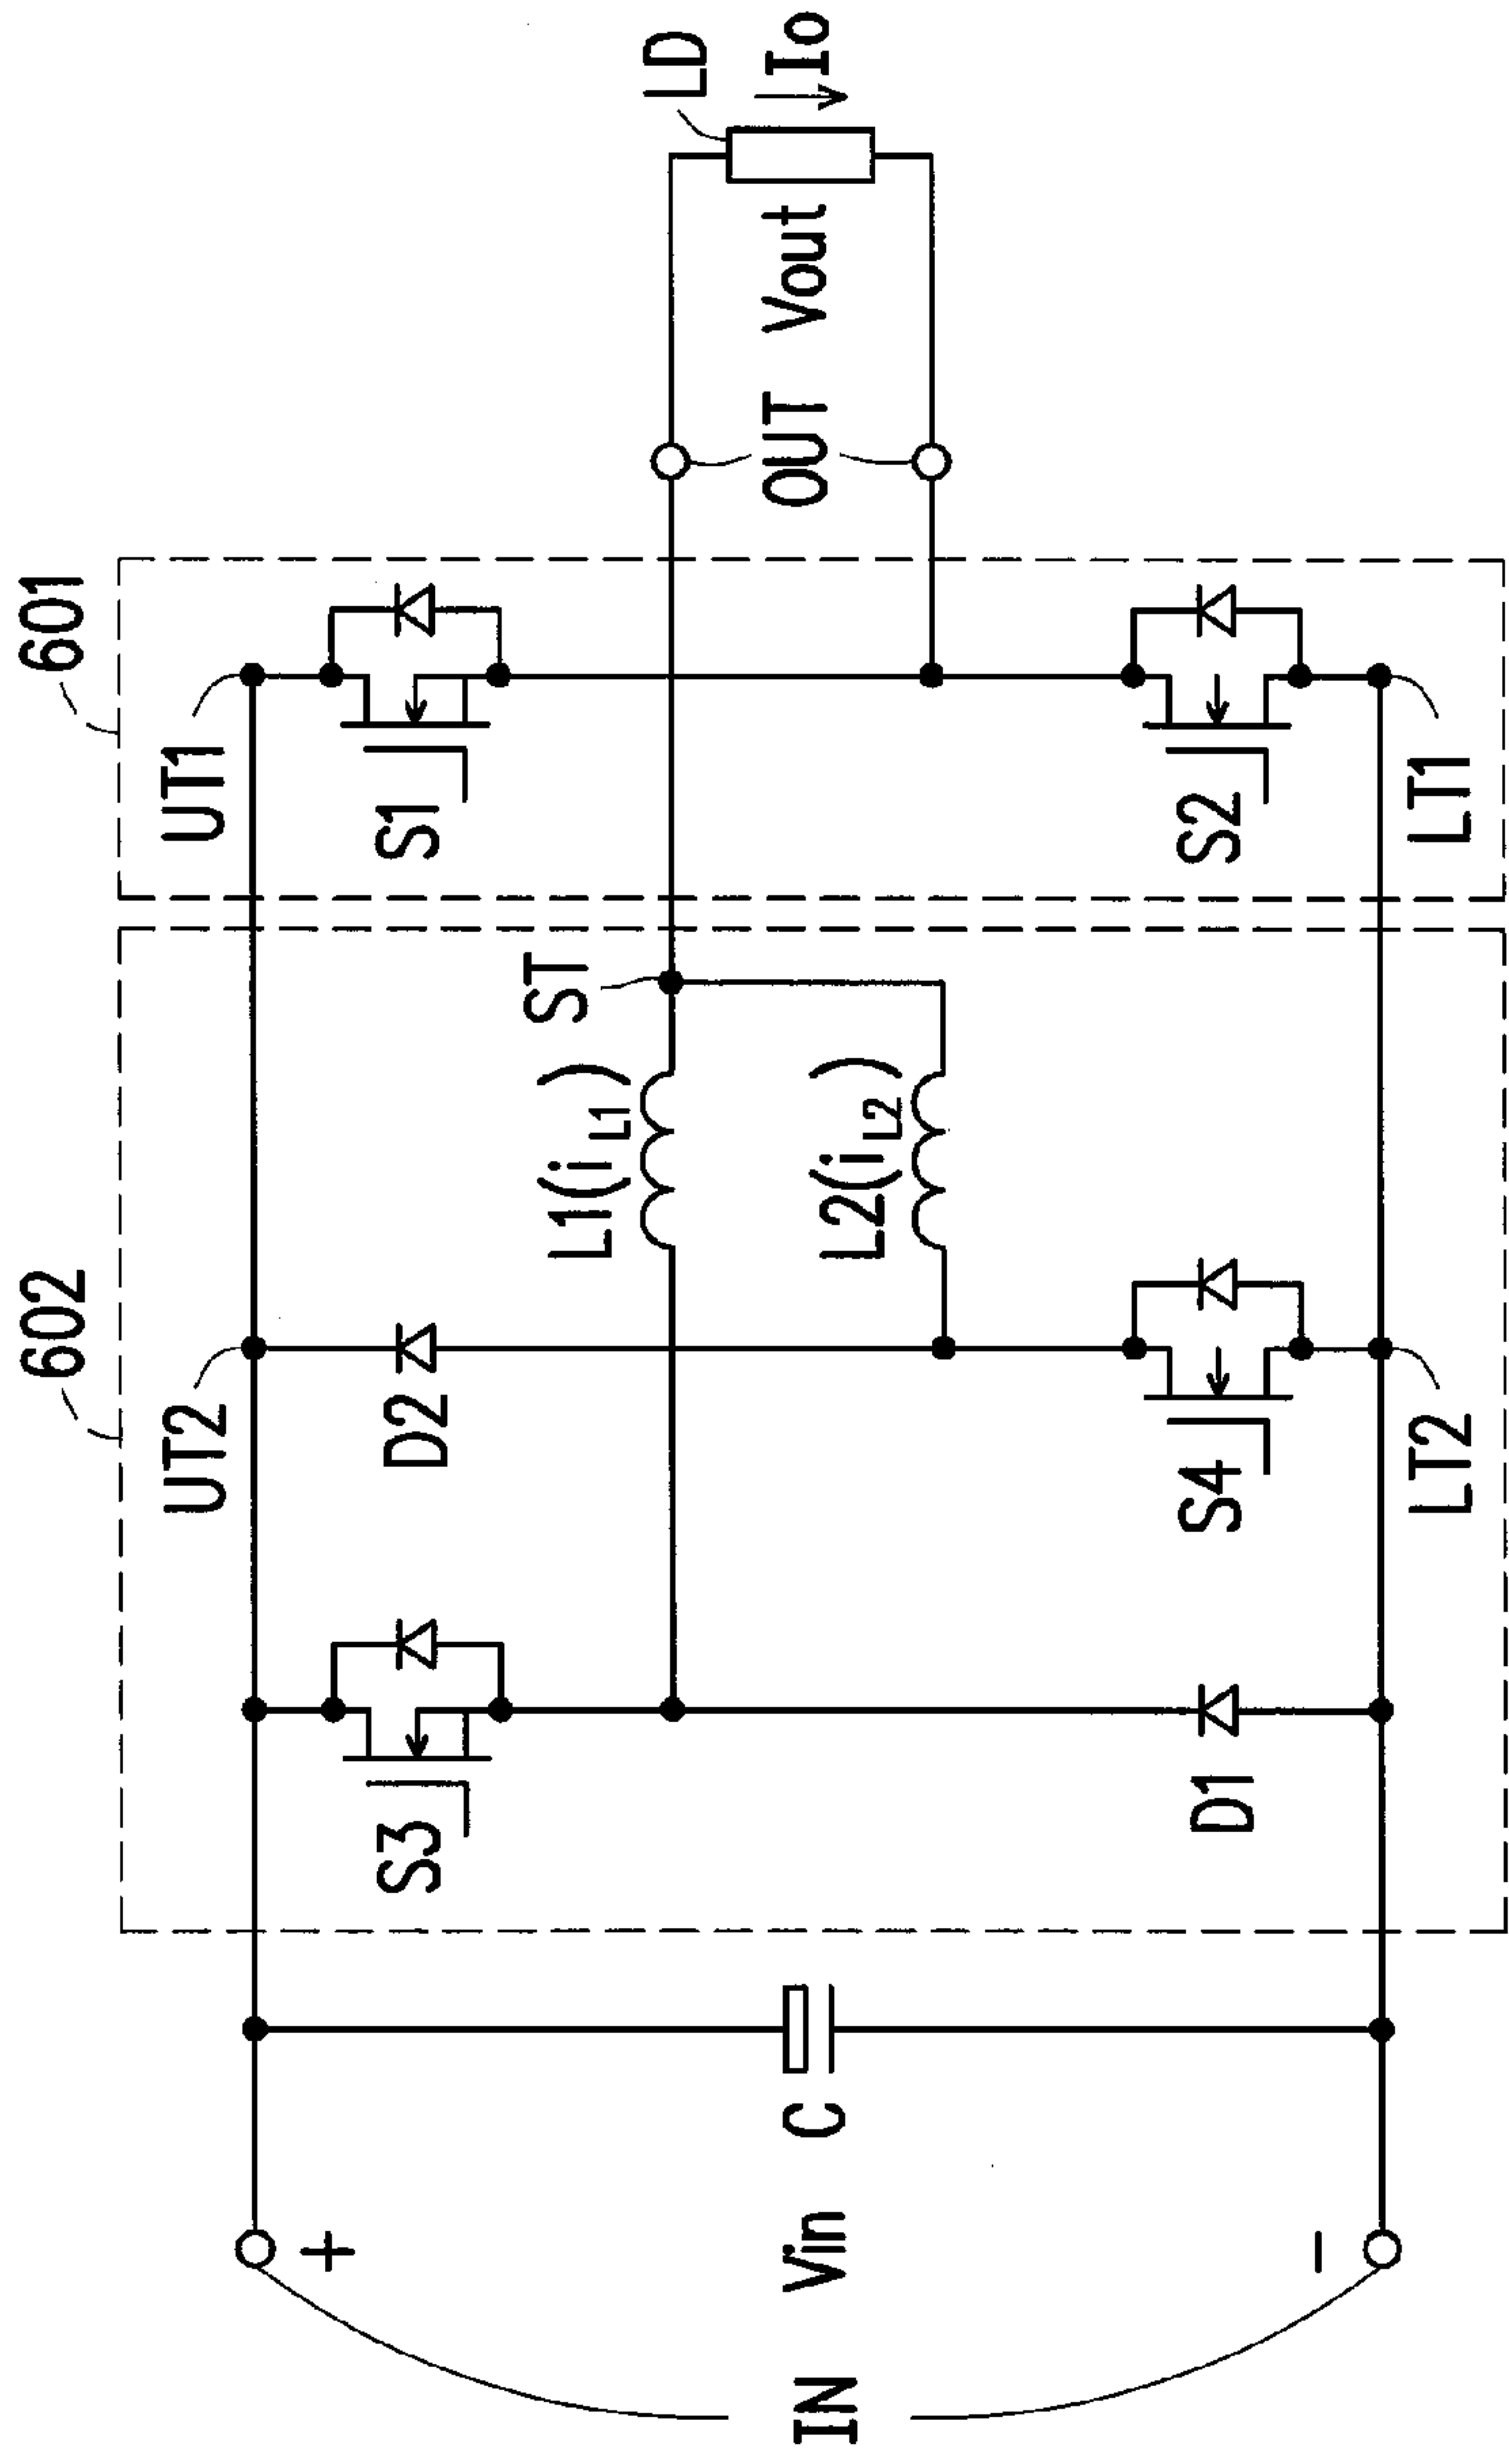 602
601
UT2
UT1
S3
D2
S1
L1(iL1)
ST
LD
IN
+
Vin
C
OUT
Vout
Io
L2(iL2)
D1
S4
S2
−
LT2
LT1